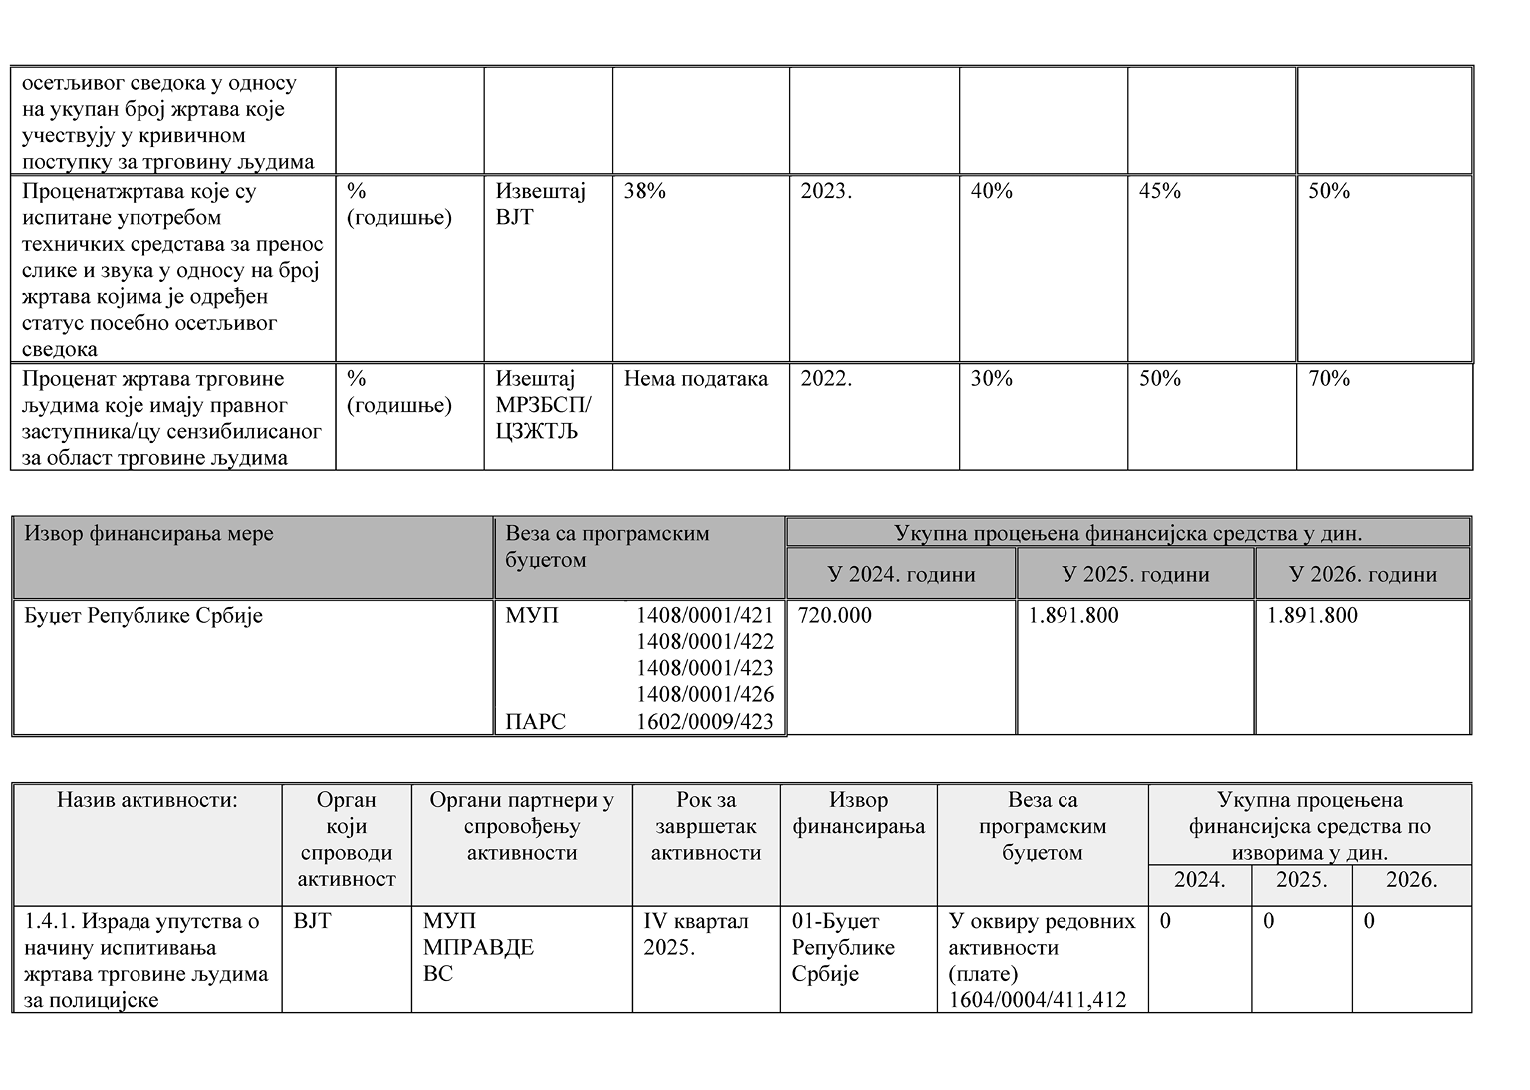 осетљивог сведока у односу
на укупан број жртава које
учествују у кривичном
поступку за трговину људима
Проценатжртава које су
испитане употребом
техничких средстава за пренос
слике и звука у односу на број
жртава којима је одређен
статус посебно осетљивог
сведока
%
(годишње)
Извештај
ВЈТ
38%
2023.
40%
45%
50%
Проценат жртава трговине
људима које имају правног
заступника/цу сензибилисаног
за област трговине људима
%
(годишње)
Изештај
МРЗБСП/
ЦЗЖТЉ
Нема података
2022.
30%
50%
70%
Извор финансирања мере
Веза са програмским
буџетом
Укупна процењена финансијска средства у дин.
У 2024. години
У 2025. години
У 2026. години
Буџет Републике Србије
МУП 1408/0001/421
1408/0001/422
1408/0001/423
1408/0001/426
ПАРС 1602/0009/423
720.000
1.891.800
1.891.800
Назив активности:
Орган
који
спроводи
активност
Органи партнери у
спровођењу
активности
Рок за
завршетак
активности
Извор
финансирања
Веза са
програмским
буџетом
Укупна процењена
финансијска средства по
изворима у дин.
2024.
2025.
2026.
1.4.1. Израда упутства о
начину испитивања
жртава трговине људима
за полицијске
ВЈТ
МУП
МПРАВДЕ
ВС
IV квартал
2025.
01-Буџет
Републике
Србије
У оквиру редовних
активности
(плате)
1604/0004/411,412
0
0
0